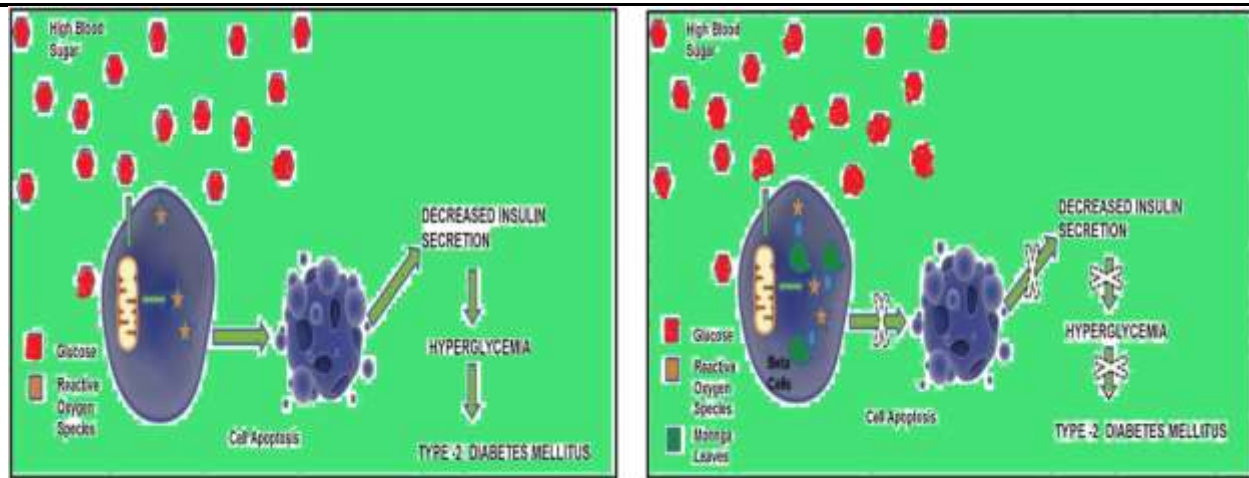 High Blood
Sugar
DECREASED INSULIN
SECRETION
HYPERGLYCEMIA
TYPE -2 DIABETES MELLITUS
Cell Apoptosis
Glucose
Reactive
Oxygen
Species
High Blood
Sugar
DECREASED INSULIN
SECRETION
HYPERGLYCEMIA
TYPE -2 DIABETES MELLITUS
Beta
Cells
Cell Apoptosis
Glucose
Reactive
Oxygen
Species
Moringa
Leaves